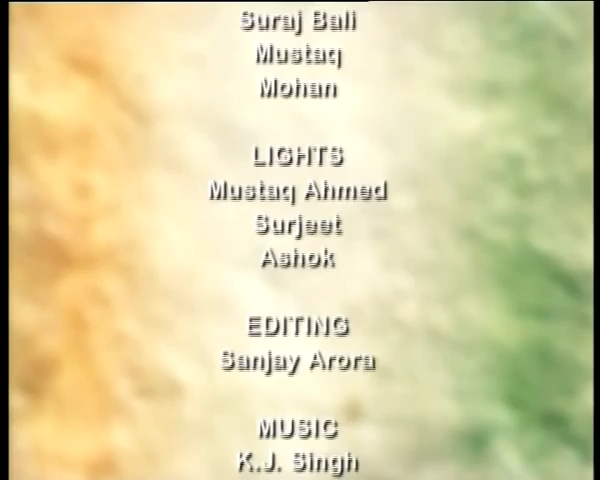 Suraj Bali
Mustaq
Mohan
LIGHTS
Mustaq Ahmed
Surjeet
Ashok
EDITING
Sanjay Arora
MUSIC
K.J. Singh